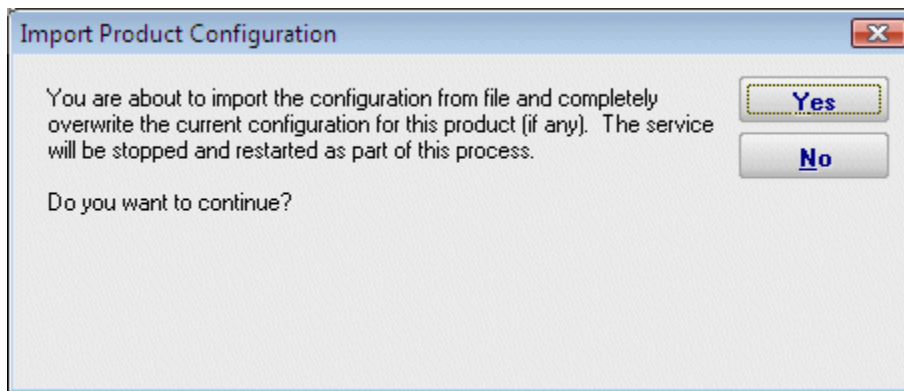 Import Product Configuration
You are about to import the configuration from file and completely
overwrite the current configuration for this product (if any).  The service
will be stopped and restarted as part of this process.
Do you want to continue?
Yes
No